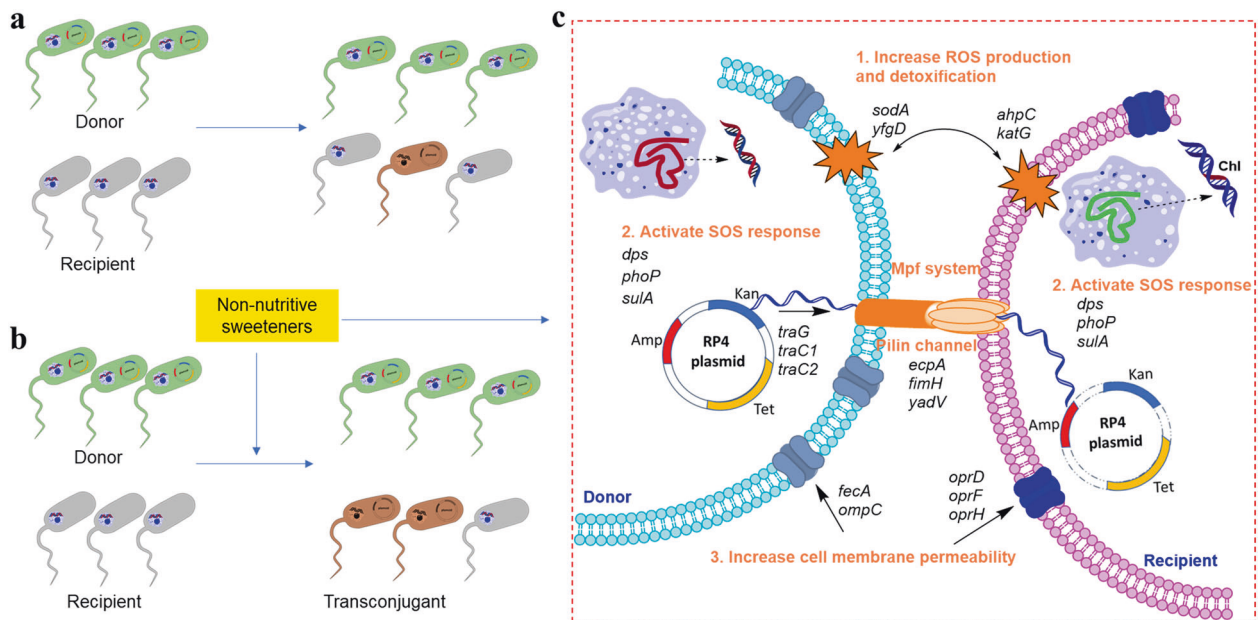 a
Donor
Recipient
Non-nutritive
sweeteners
b
Donor
Recipient
Transconjugant
c
1. Increase ROS production
and detoxification
sodA
yfgD
ahpC
katG
Chl
2. Activate SOS response
dps
phoP
sulA
Mpf system
2. Activate SOS response
dps
phoP
sulA
Kan
Amp
RP4
plasmid
Tet
traG
traC1
traC2
Pilin channel
ecpA
fimH
yadV
Kan
Amp
RP4
plasmid
Tet
Donor
fecA
ompC
oprD
oprF
oprH
3. Increase cell membrane permeability
Recipient